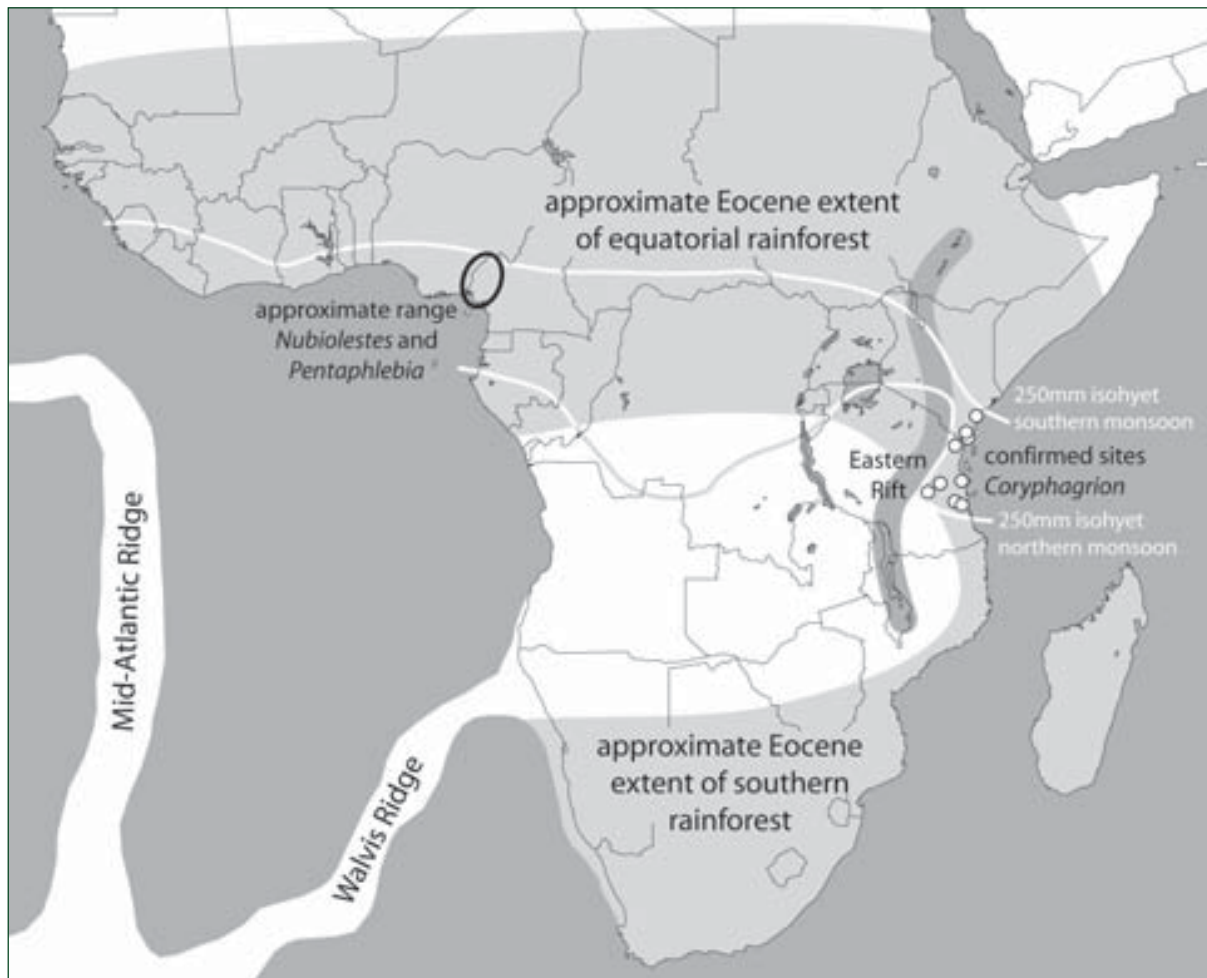 approximate Eocene extent
of equatorial rainforest
approximate range
Nubiolestes and
Pentaphlebia
250mm isohyet
southern monsoon
Eastern
Rift
confirmed sites
Coryphagrion
250mm isohyet
northern monsoon
Mid-Atlantic Ridge
Walvis Ridge
approximate Eocene
extent of southern
rainforest